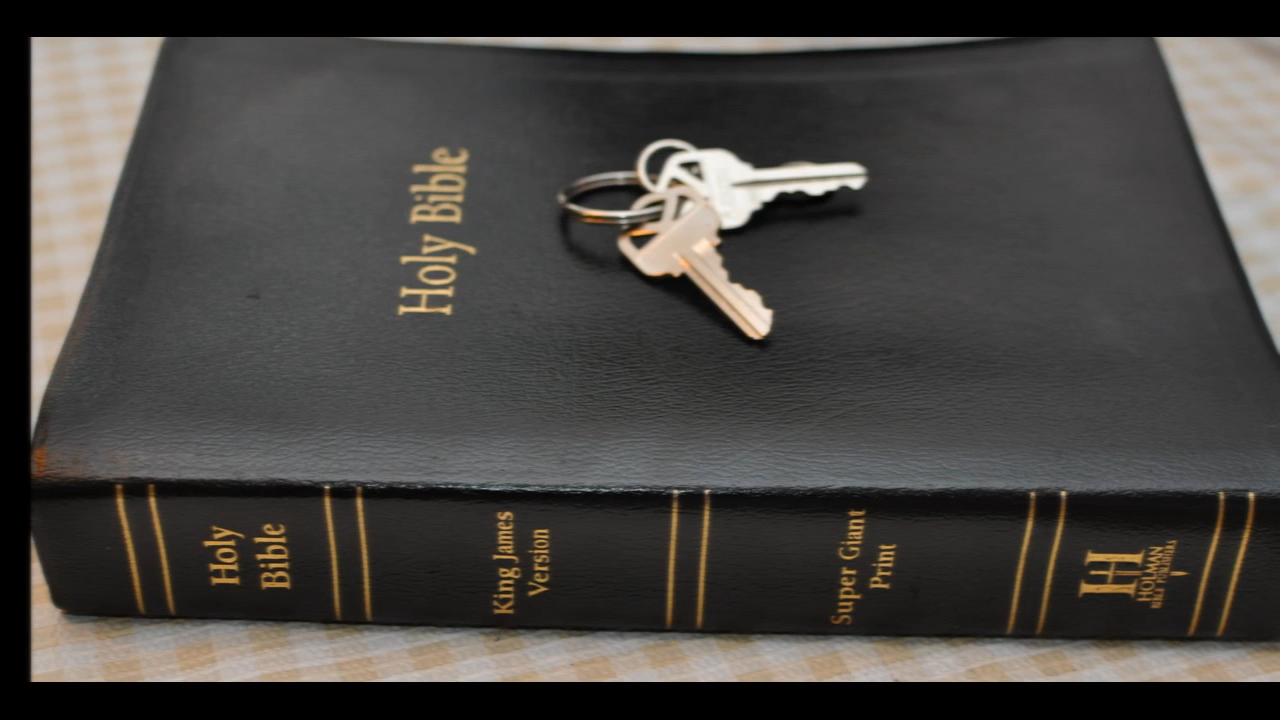 Holy Bible
Holy
Bible
King James
Version
Super Giant
Print
HOLMAN